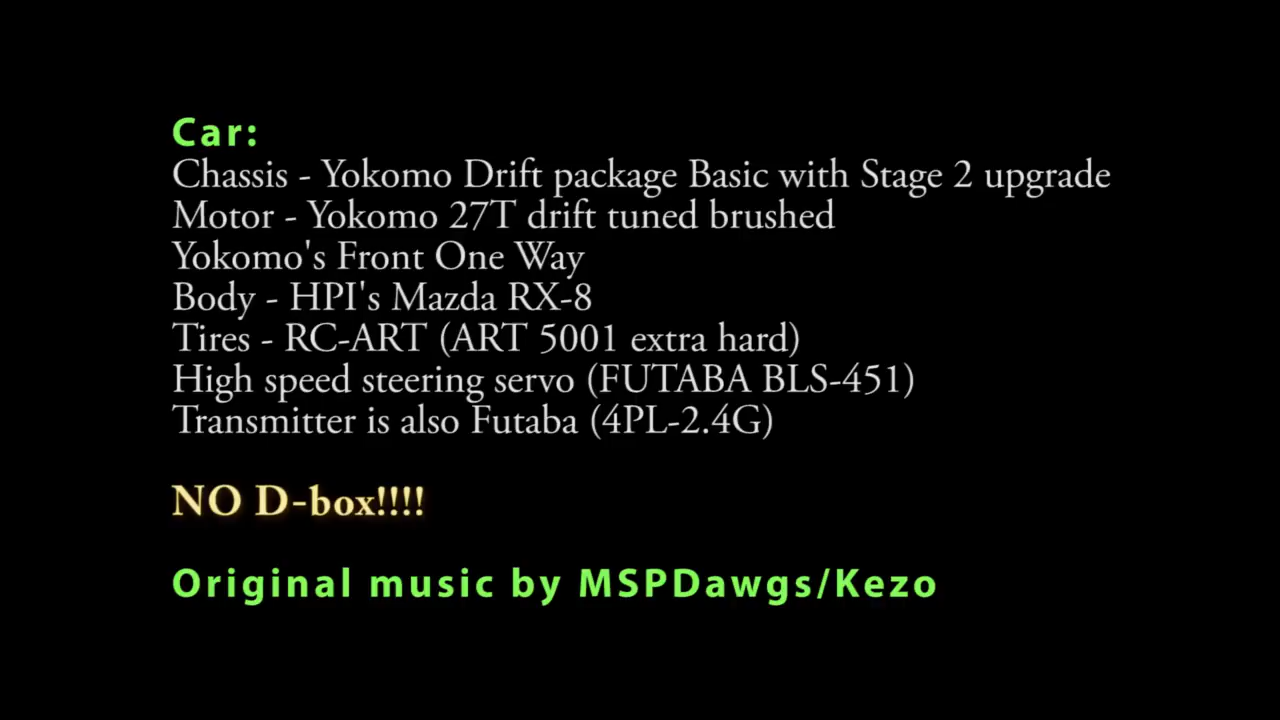 Car:
Chassis - Yokomo Drift package Basic with Stage 2 upgrade
Motor - Yokomo 27T drift tuned brushed
Yokomo's Front One Way
Body - HPI's Mazda RX-8
Tires - RC-ART (ART 5001 extra hard)
High speed steering servo (FUTABA BLS-451)
Transmitter is also Futaba (4PL-2.4G)
NO D-box!!!!
Original music by MSPDawgs/Kezo